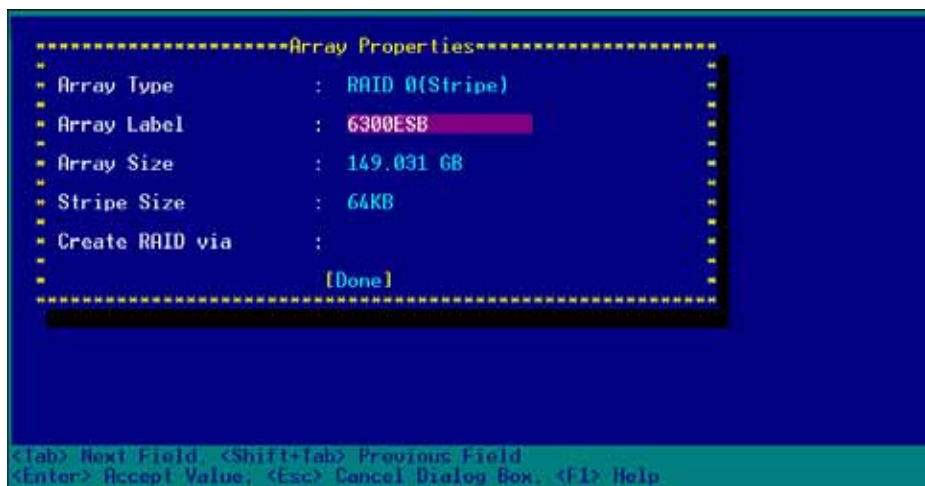 Array Properties
Array Type : RAID 0(Stripe)
Array Label : 6300ESB
Array Size : 149.031 GB
Stripe Size : 64KB
Create RAID via :
[Done]
<Tab> Next Field, <Shift+Tab> Previous Field
<Enter> Accept Value, <Esc> Cancel Dialog Box, <F1> Help